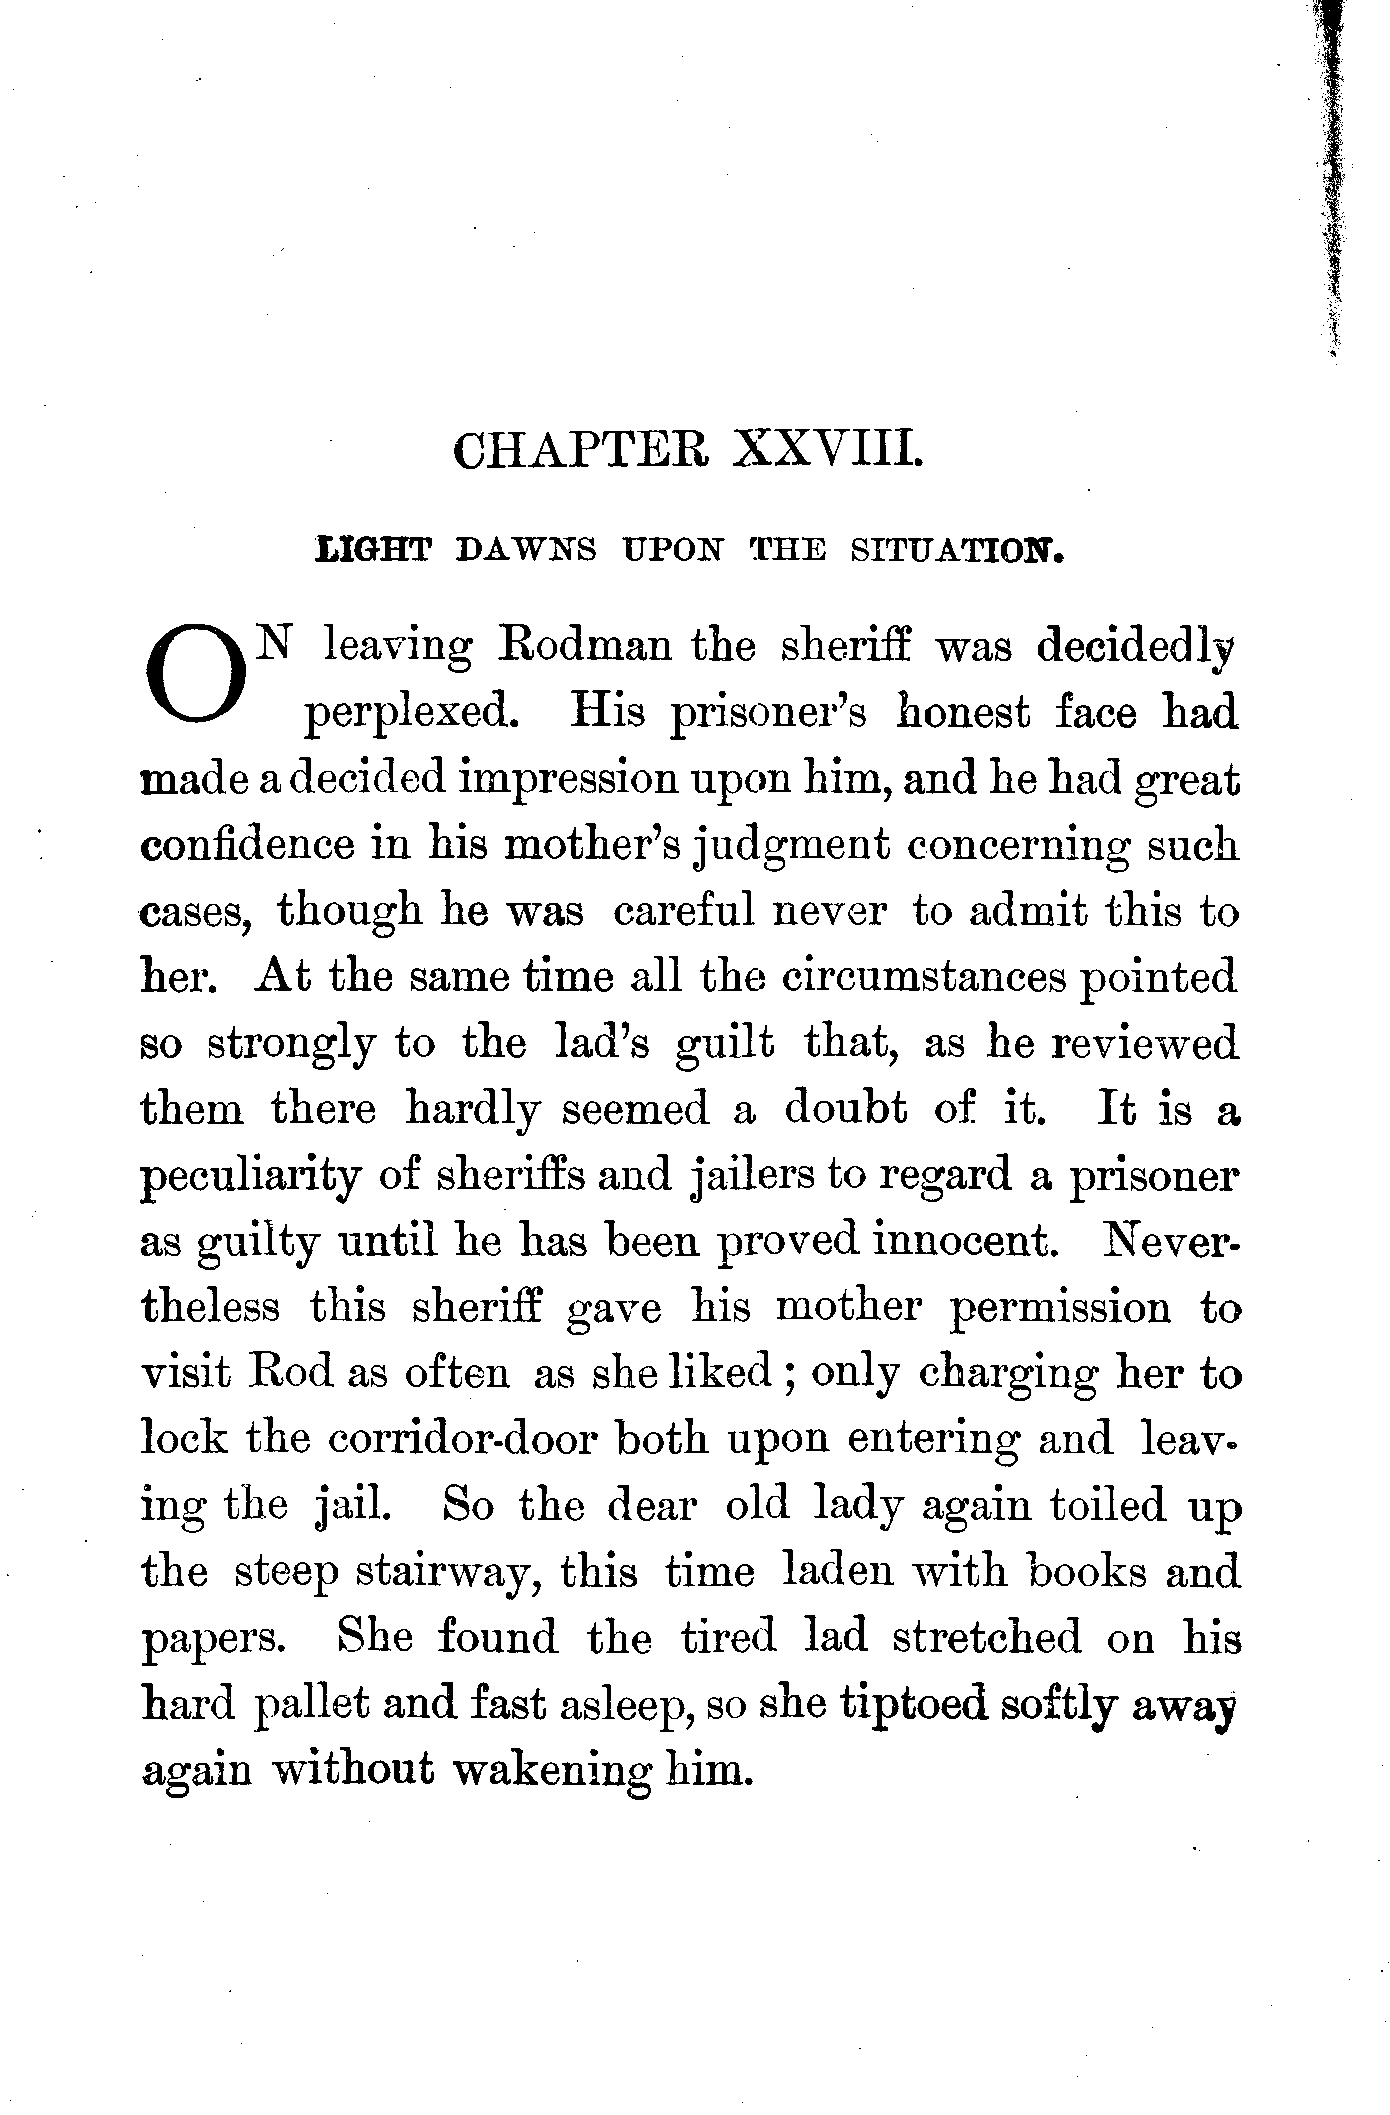 CHAPTER XXVIII.
LIGHT DAWNS UPON THE SITUATION.
ON leaving Rodman the sheriff was decidedly
perplexed. His prisoner's honest face had
made a decided impression upon him, and he had great
confidence in his mother's judgment concerning such
cases, though he was careful never to admit this to
her. At the same time all the circumstances pointed
so strongly to the lad's guilt that, as he reviewed
them there hardly seemed a doubt of it. It is a
peculiarity of sheriffs and jailers to regard a prisoner
as guilty until he has been proved innocent. Never-
theless this sheriff gave his mother permission to
visit Rod as often as she liked ; only charging her to
lock the corridor-door both upon entering and leav-
ing the jail. So the dear old lady again toiled up
the steep stairway, this time laden with books and
papers. She found the tired lad stretched on his
hard pallet and fast asleep, so she tiptoed softly away
again without wakening him.